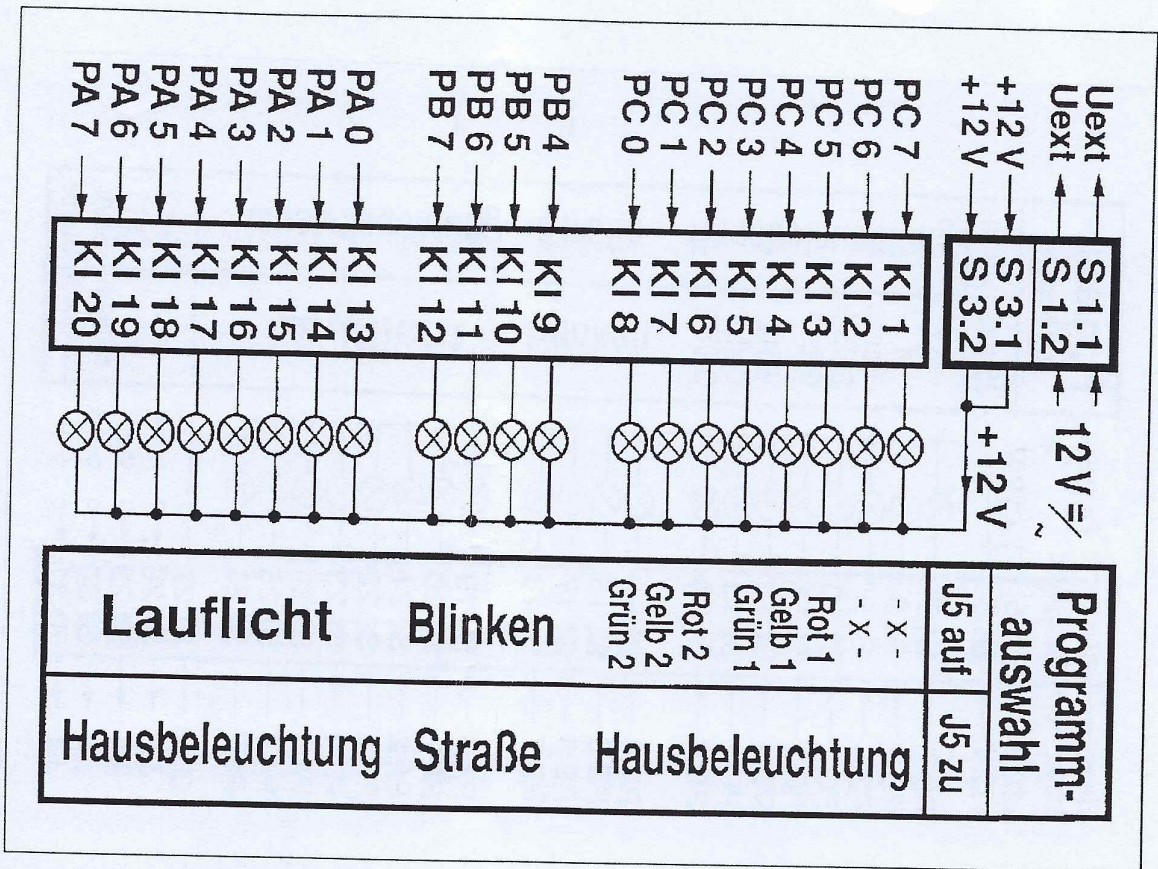 Uext S 1.1
Uext S 1.2
12 V =/~
+12 V S 3.1
+12 V S 3.2
+12 V
PC 7 Kl 1
PC 6 Kl 2
PC 5 Kl 3
PC 4 Kl 4
PC 3 Kl 5
PC 2 Kl 6
PC 1 Kl 7
PC 0 Kl 8
PB 4 Kl 9
PB 5 Kl 10
PB 6 Kl 11
PB 7 Kl 12
PA 0 Kl 13
PA 1 Kl 14
PA 2 Kl 15
PA 3 Kl 16
PA 4 Kl 17
PA 5 Kl 18
PA 6 Kl 19
PA 7 Kl 20
Programm-
auswahl
J5 auf J5 zu
- X -
- X -
Rot 1
Gelb 1
Grün 1
Rot 2
Gelb 2
Grün 2
Blinken
Lauflicht
Hausbeleuchtung
Straße
Hausbeleuchtung